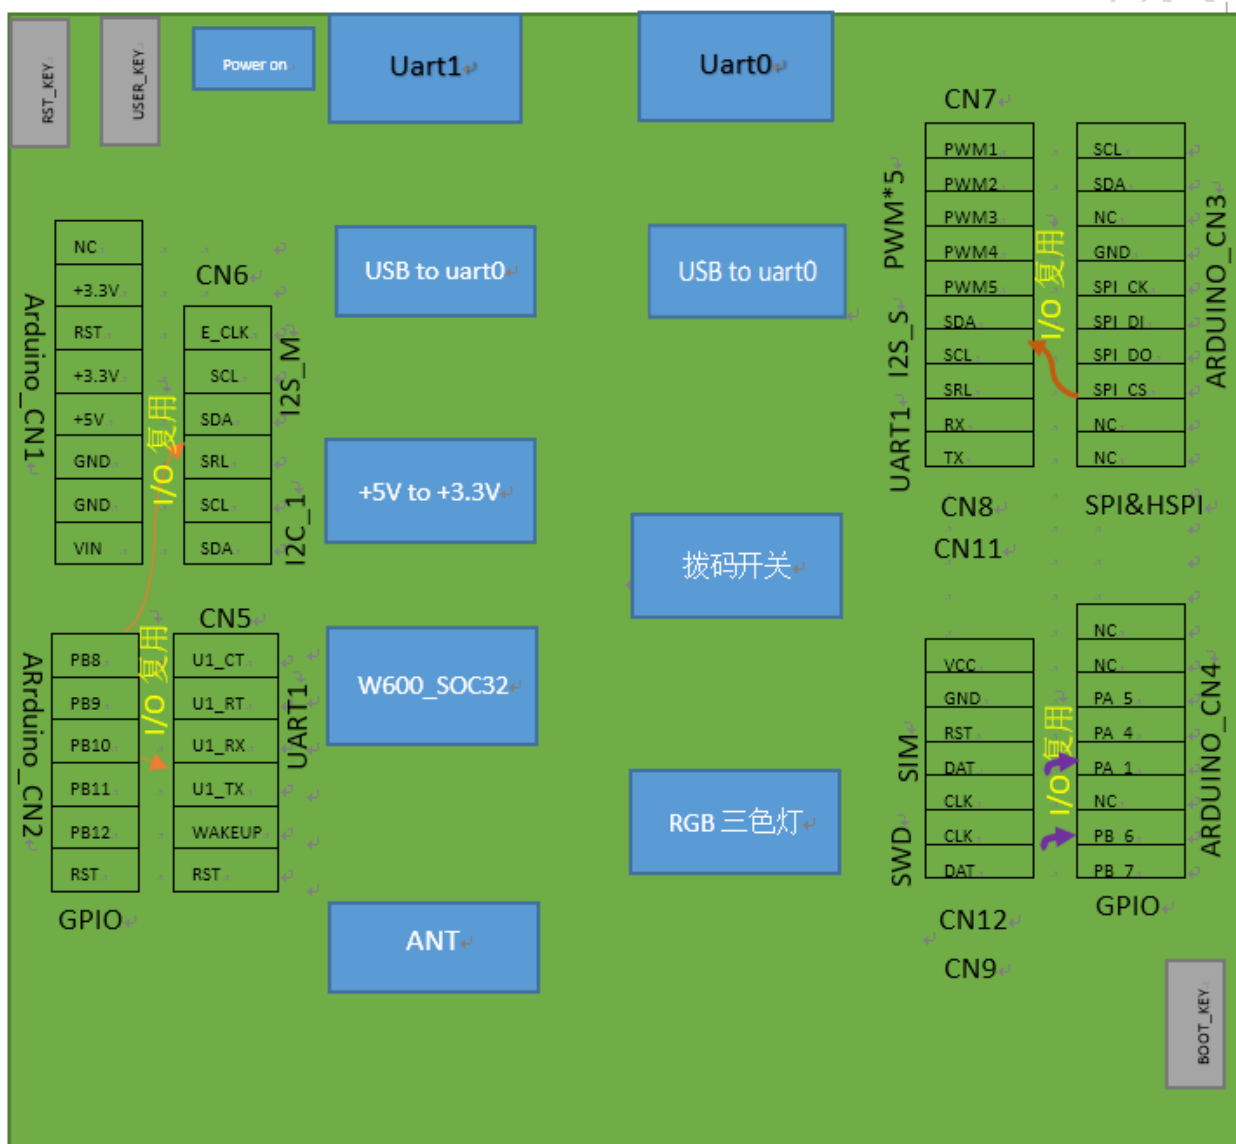 RST_KEY
USER_KEY
Power on
Uart1
Uart0
USB to uart0
USB to uart0
+5V to +3.3V
拨码开关
W600_SOC32
RGB 三色灯
ANT
Arduino_CN1
NC
+3.3V
RST
+3.3V
+5V
GND
GND
VIN
I/O 复用
CN6
E_CLK
SCL
SDA
SRL
SCL
SDA
I2S_M
I2C_1
ARrduino_CN2
PB8
PB9
PB10
PB11
PB12
RST
GPIO
I/O 复用
CN5
U1_CT
U1_RT
U1_RX
U1_TX
WAKEUP
RST
UART1
CN7
PWM*5
I2S_S
UART1
PWM1
PWM2
PWM3
PWM4
PWM5
SDA
SCL
SRL
RX
TX
CN8
CN11
I/O 复用
SCL
SDA
NC
GND
SPI_CK
SPI_DI
SPI_DO
SPI_CS
NC
NC
SPI&HSPI
ARDUINO_CN3
SIM
SWD
VCC
GND
RST
DAT
CLK
CLK
DAT
CN12
CN9
I/O 复用
NC
NC
PA_5
PA_4
PA_1
NC
PB_6
PB_7
GPIO
ARDUINO_CN4
BOOT_KEY